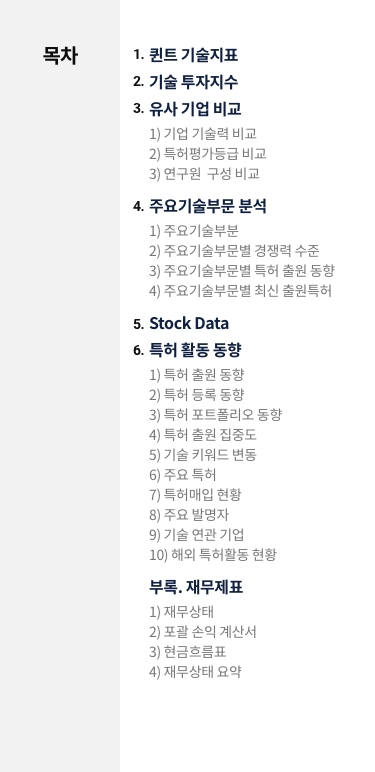 목차
1. 퀀트 기술지표
2. 기술 투자지수
3. 유사 기업 비교
1) 기업 기술력 비교
2) 특허평가등급 비교
3) 연구원 구성 비교
4. 주요기술부문 분석
1) 주요기술부분
2) 주요기술부문별 경쟁력 수준
3) 주요기술부문별 특허 출원 동향
4) 주요기술부문별 최신 출원특허
5. Stock Data
6. 특허 활동 동향
1) 특허 출원 동향
2) 특허 등록 동향
3) 특허 포트폴리오 동향
4) 특허 출원 집중도
5) 기술 키워드 변동
6) 주요 특허
7) 특허매입 현황
8) 주요 발명자
9) 기술 연관 기업
10) 해외 특허활동 현황
부록. 재무제표
1) 재무상태
2) 포괄 손익 계산서
3) 현금흐름표
4) 재무상태 요약